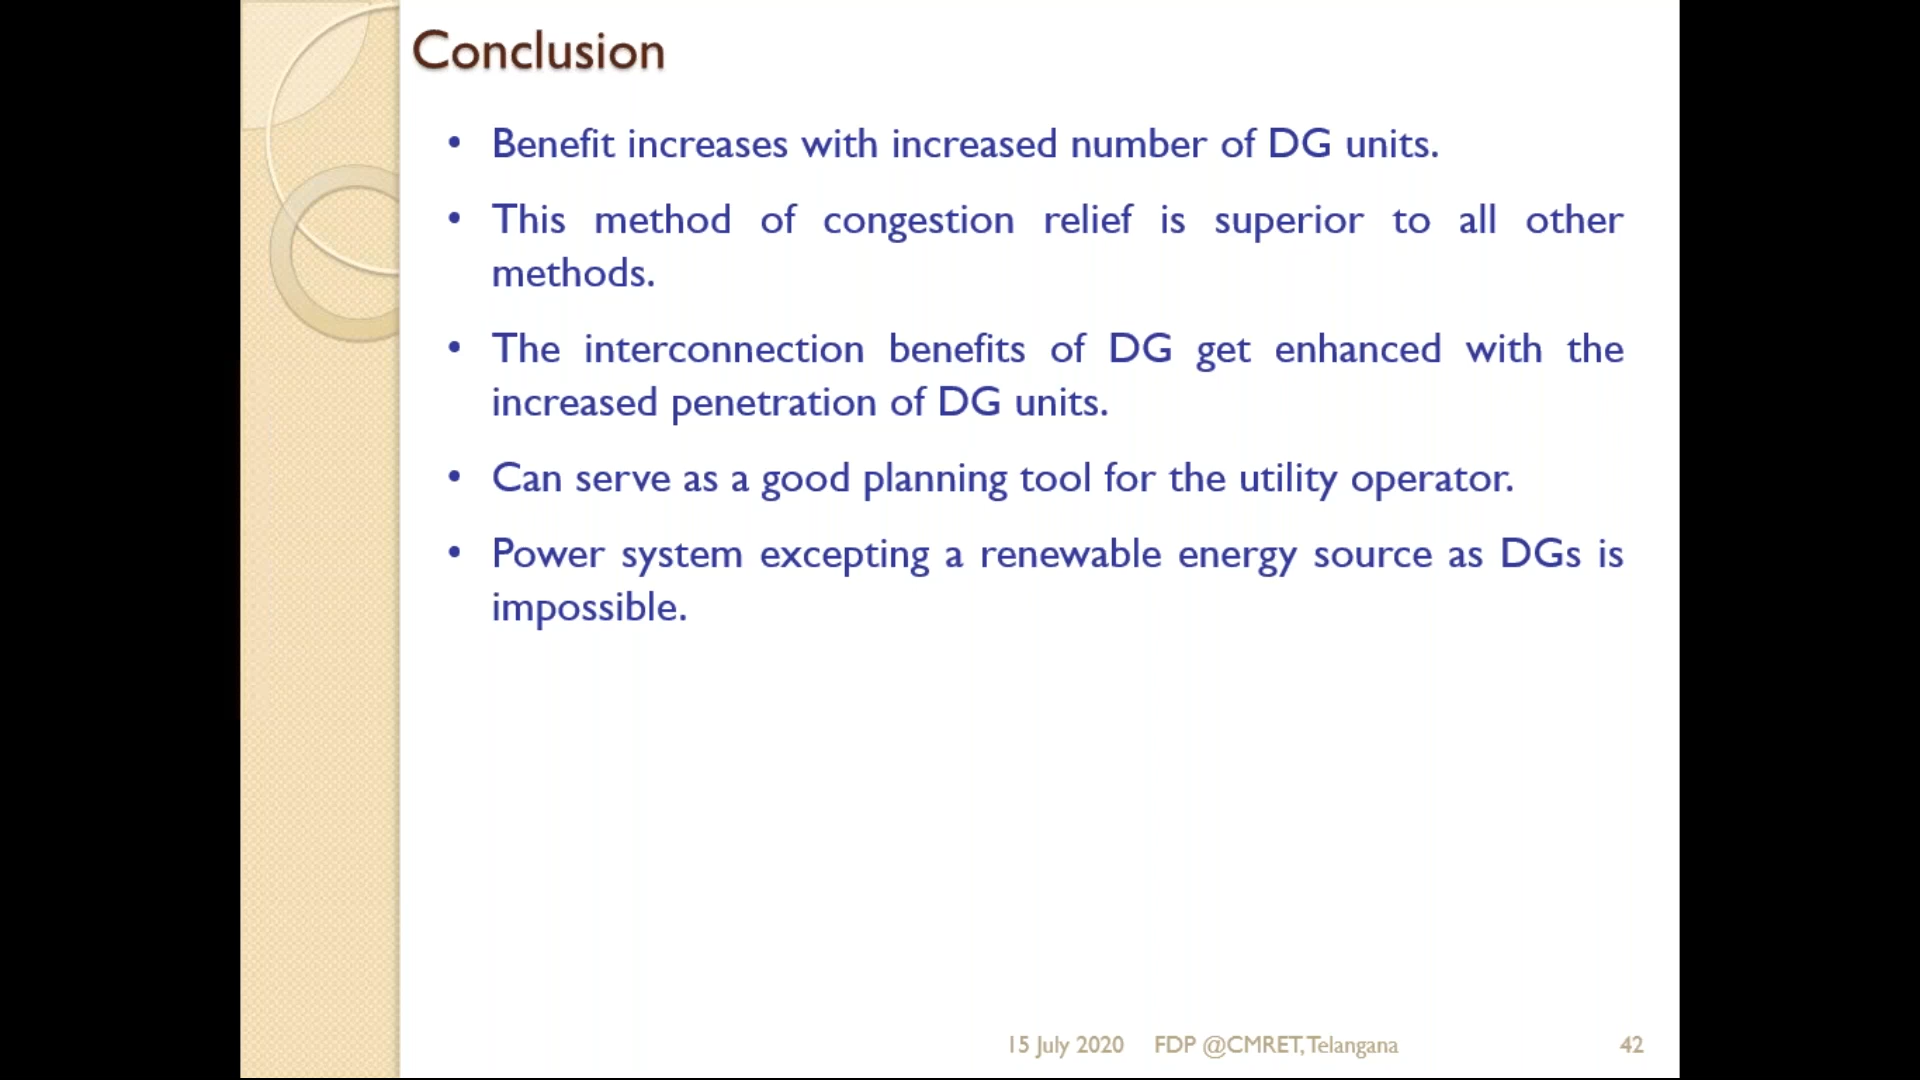 Conclusion
• Benefit increases with increased number of DG units.
• This method of congestion relief is superior to all other
methods.
• The interconnection benefits of DG get enhanced with the
increased penetration of DG units.
• Can serve as a good planning tool for the utility operator.
• Power system excepting a renewable energy source as DGs is
impossible.
15 July 2020 FDP @CMRET,Telangana 42